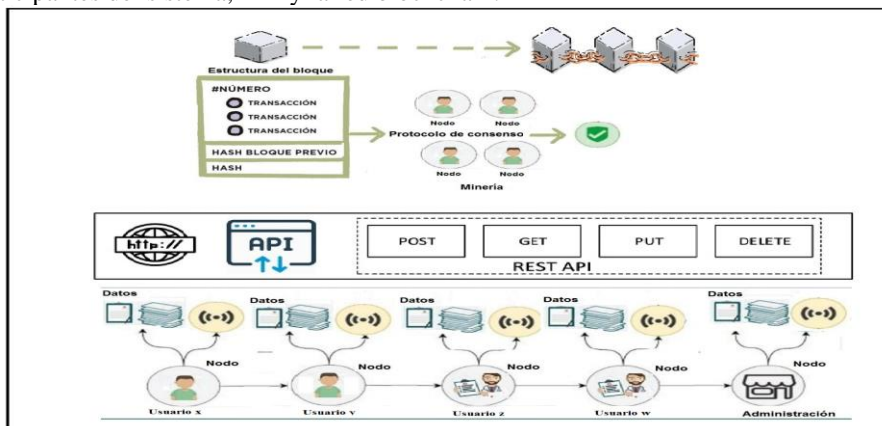 Estructura del bloque
#NÚMERO
TRANSACCIÓN
TRANSACCIÓN
TRANSACCIÓN
HASH BLOQUE PREVIO
HASH
Nodo Nodo
Protocolo de consenso
Nodo Nodo
Minería
http://
API
POST GET PUT DELETE
REST API
Datos Datos Datos Datos Datos
Nodo Nodo Nodo Nodo Nodo
Usuario x Usuario y Usuario z Usuario w Administración